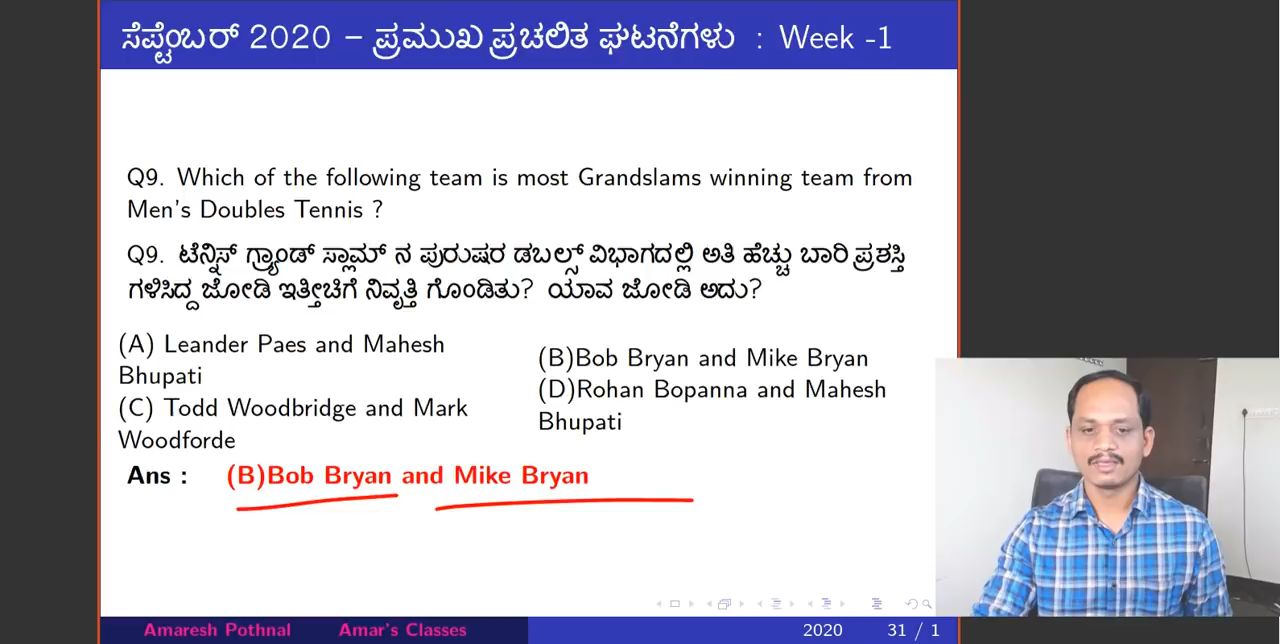 ಸೆಪ್ಟೆಂಬರ್ 2020 – ಪ್ರಮುಖ ಪ್ರಚಲಿತ ಘಟನೆಗಳು : Week -1
Q9. Which of the following team is most Grandslams winning team from
Men's Doubles Tennis ?
Q9. ಟೆನ್ನಿಸ್ ಗ್ರ್ಯಾಂಡ್ ಸ್ಲಾಮ್ ನ ಪುರುಷರ ಡಬಲ್ಸ್ ವಿಭಾಗದಲ್ಲಿ ಅತಿ ಹೆಚ್ಚು ಬಾರಿ ಪ್ರಶಸ್ತಿ
ಗಳಿಸಿದ್ದ ಜೋಡಿ ಇತ್ತೀಚಿಗೆ ನಿವೃತ್ತಿ ಗೊಂಡಿತು? ಯಾವ ಜೋಡಿ ಅದು?
(A) Leander Paes and Mahesh
Bhupati
(B)Bob Bryan and Mike Bryan
(C) Todd Woodbridge and Mark
Woodforde
(D)Rohan Bopanna and Mahesh
Bhupati
Ans : (B)Bob Bryan and Mike Bryan
Amaresh Pothnal Amar's Classes 2020 31 / 1